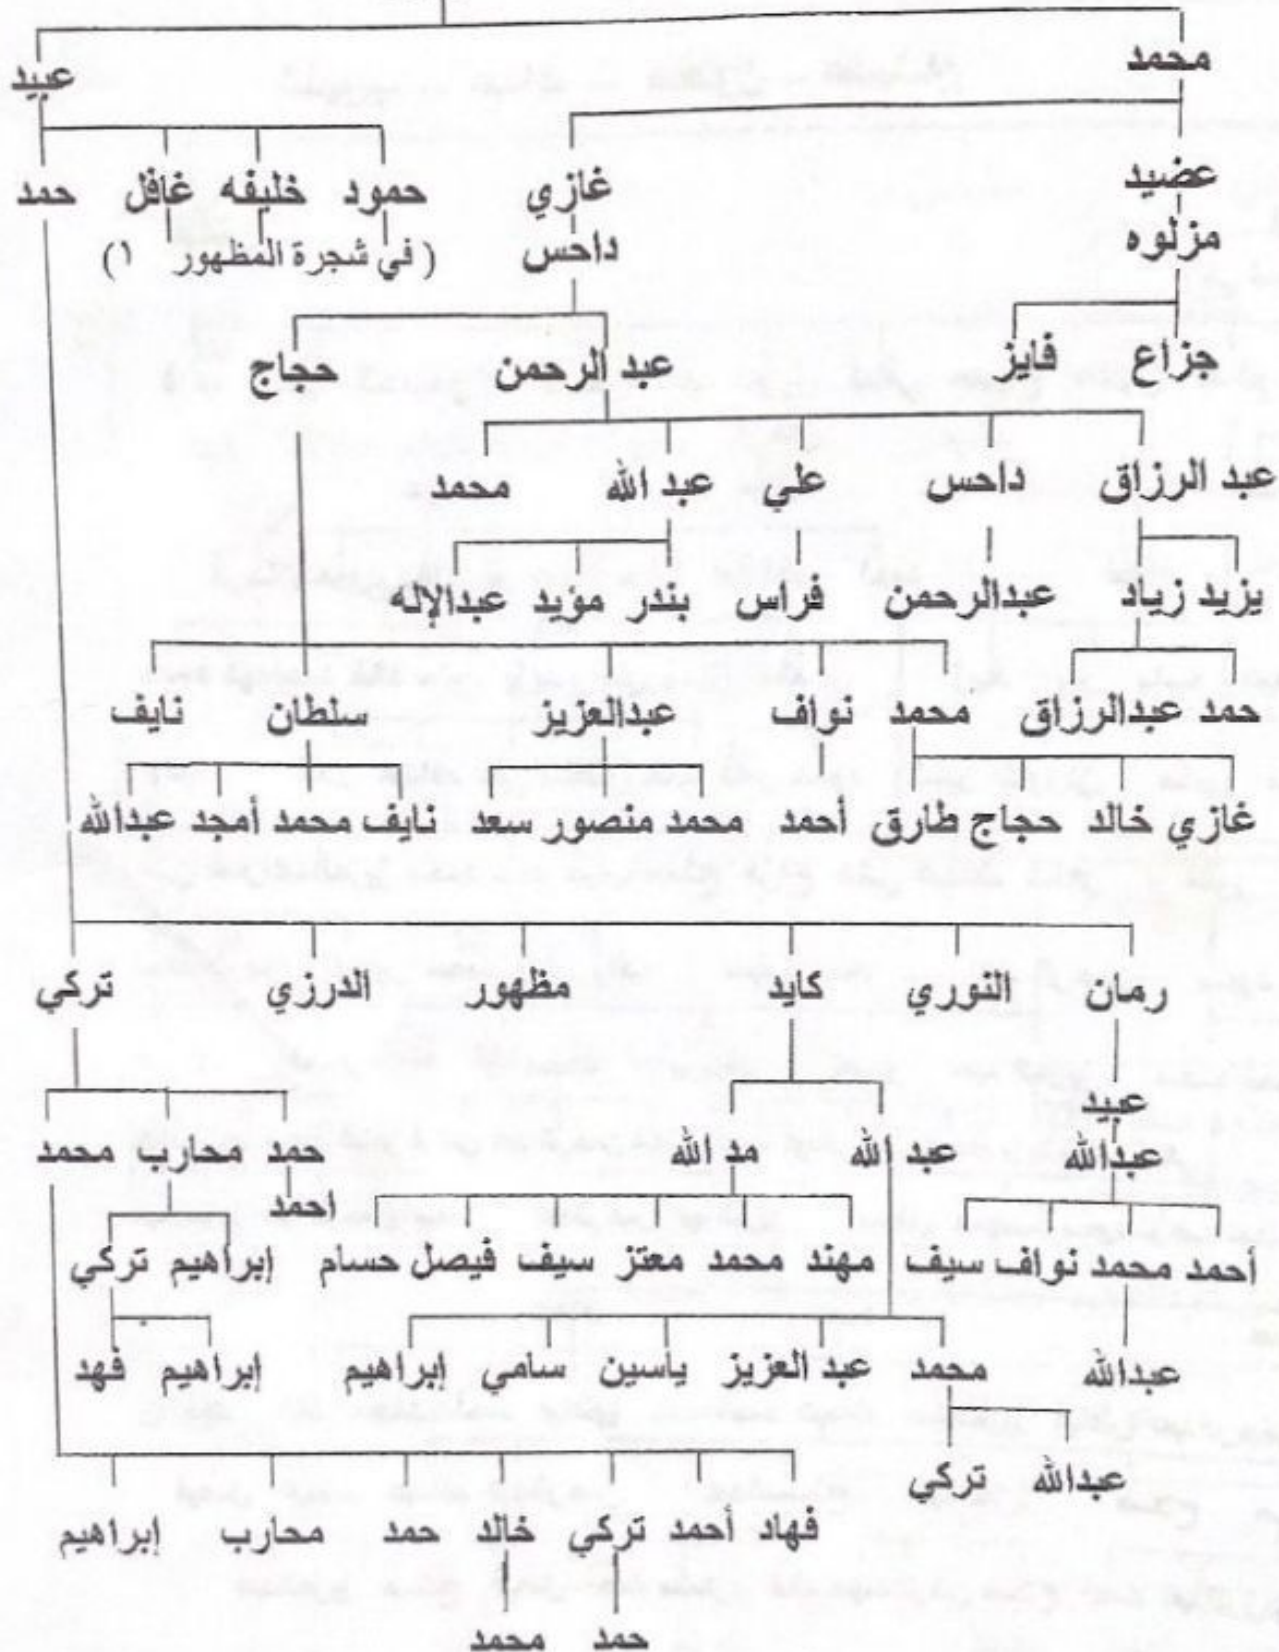 محمد عبيد
عضيد غازي حمود خليفه غافل حمد
مزلوه داحس ( في شجرة المظهور ١ )
جزاع فايز عبد الرحمن حجاج
عبد الرزاق داحس علي عبد الله محمد
يزيد زياد عبدالرحمن فراس بندر مؤيد عبدالإله
حمد عبدالرزاق محمد نواف عبدالعزيز سلطان نايف
غازي خالد حجاج طارق أحمد محمد منصور سعد نايف محمد أمجد عبدالله
رمان النوري كايد مظهور الدرزي تركي
عبيد
عبدالله عبد الله مد الله حمد محارب محمد
احمد
أحمد محمد نواف سيف مهند محمد معتز سيف فيصل حسام إبراهيم تركي
عبدالله محمد عبد العزيز ياسين سامي إبراهيم إبراهيم فهد
عبدالله تركي
فهاد أحمد تركي خالد حمد محارب إبراهيم
حمد محمد